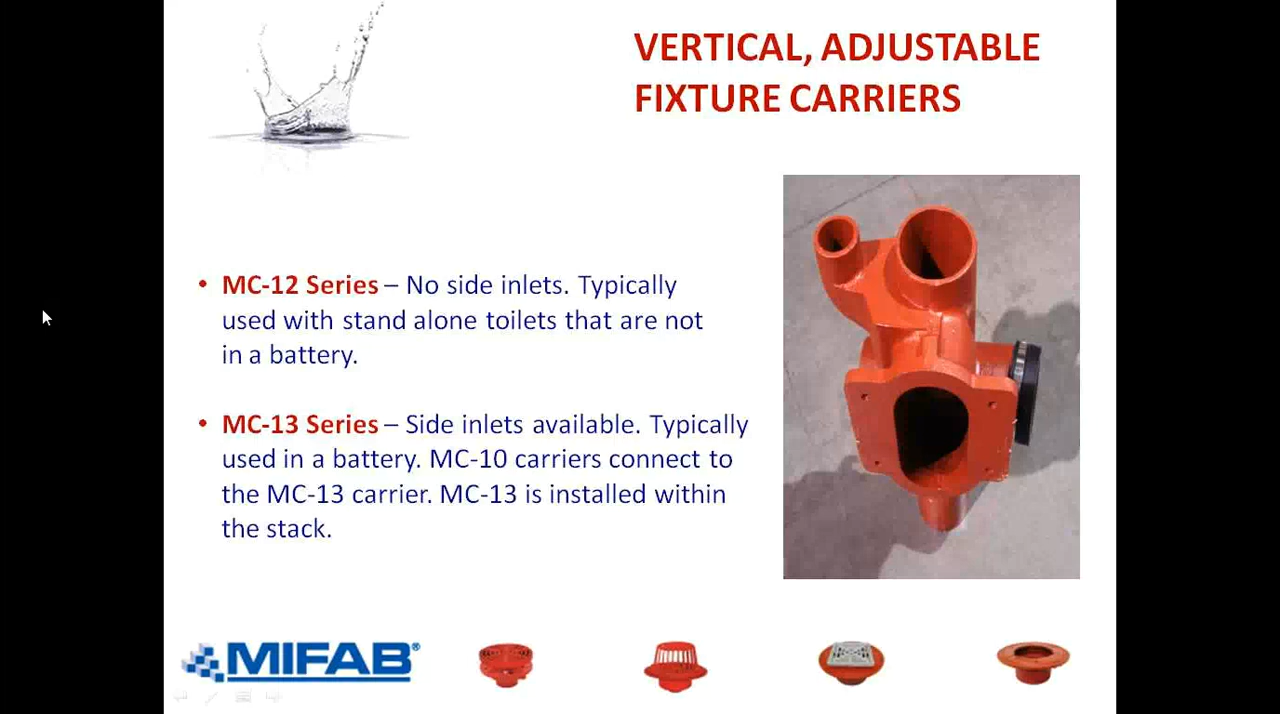 VERTICAL, ADJUSTABLE
FIXTURE CARRIERS
• MC-12 Series – No side inlets. Typically
used with stand alone toilets that are not
in a battery.
• MC-13 Series – Side inlets available. Typically
used in a battery. MC-10 carriers connect to
the MC-13 carrier. MC-13 is installed within
the stack.
MIFAB®